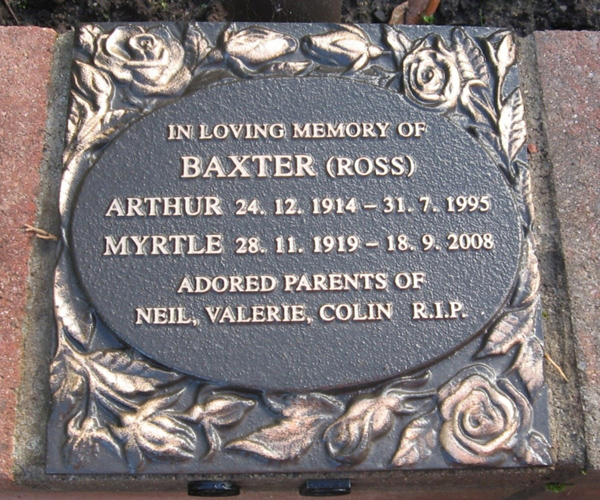 IN LOVING MEMORY OF
BAXTER (ROSS)
ARTHUR 24. 12. 1914 – 31. 7. 1995
MYRTLE 28. 11. 1919 – 18. 9. 2008
ADORED PARENTS OF
NEIL, VALERIE, COLIN R.I.P.